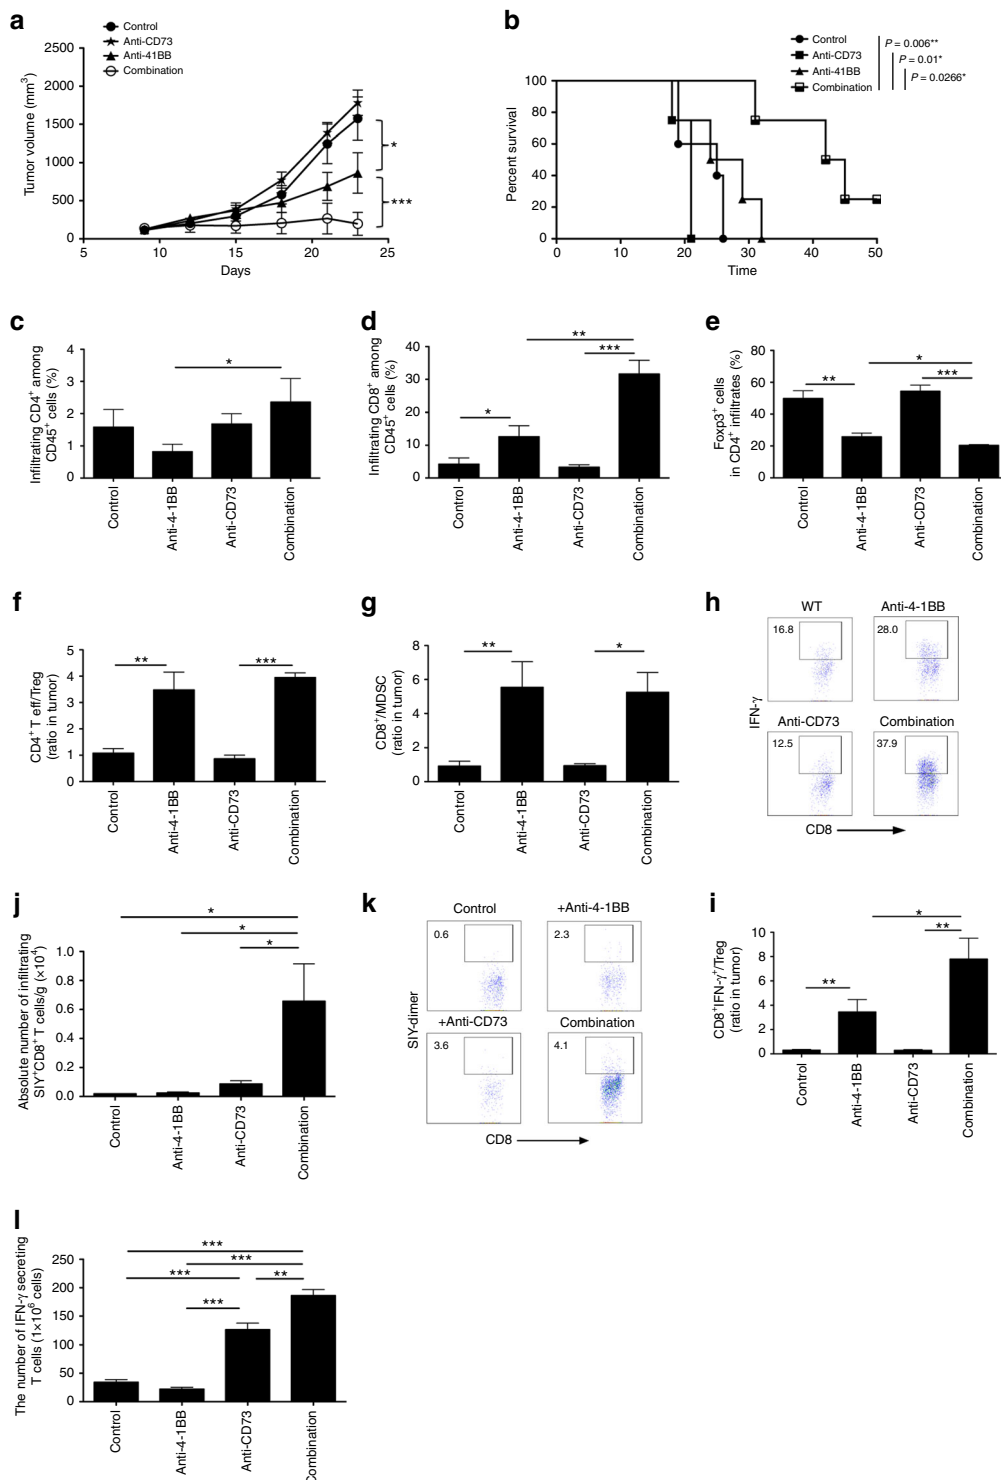 a
Control
Anti-CD73
Anti-41BB
Combination
Tumor volume (mm³)
2500
2000
1500
1000
500
0
5
10
15
20
25
Days
*
***
b
Control
Anti-CD73
Anti-41BB
Combination
P = 0.006**
P = 0.01*
P = 0.0266*
Percent survival
100
80
60
40
20
0
0
10
20
30
40
50
Time
c
Infiltrating CD4⁺ among
CD45⁺ cells (%)
4
3
2
1
0
*
Control
Anti-4-1BB
Anti-CD73
Combination
d
Infiltrating CD8⁺ among
CD45⁺ cells (%)
40
30
20
10
0
**
***
*
Control
Anti-4-1BB
Anti-CD73
Combination
e
Foxp3⁺ cells
in CD4⁺ infiltrates (%)
80
60
40
20
0
*
***
**
Control
Anti-4-1BB
Anti-CD73
Combination
f
CD4⁺ T eff/Treg
(ratio in tumor)
5
4
3
2
1
0
**
***
Control
Anti-4-1BB
Anti-CD73
Combination
g
CD8⁺/MDSC
(ratio in tumor)
8
6
4
2
0
**
*
Control
Anti-4-1BB
Anti-CD73
Combination
h
WT
Anti-4-1BB
16.8
28.0
Anti-CD73
Combination
12.5
37.9
IFN-γ
CD8
j
Absolute number of infiltrating
SIY⁺CD8⁺ T cells/g (×10⁴)
1.0
0.8
0.6
0.4
0.2
0.0
*
*
*
Control
Anti-4-1BB
Anti-CD73
Combination
k
Control
+Anti-4-1BB
0.6
2.3
+Anti-CD73
Combination
3.6
4.1
SIY-dimer
CD8
i
CD8⁺IFN-γ⁺/Treg
(ratio in tumor)
10
8
6
4
2
0
*
**
**
Control
Anti-4-1BB
Anti-CD73
Combination
l
The number of IFN-γ secreting
T cells (1×10⁶ cells)
250
200
150
100
50
0
***
***
***
**
***
Control
Anti-4-1BB
Anti-CD73
Combination